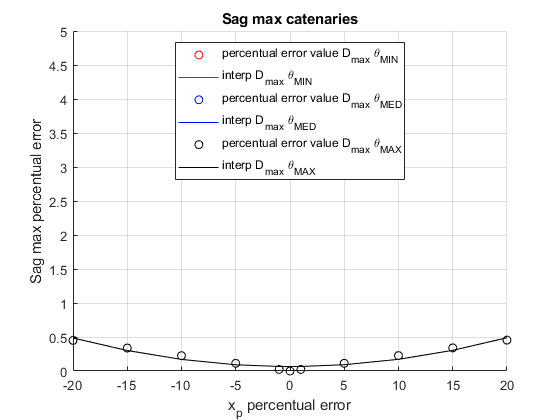 Sag max catenaries
percentual error value D_max θ_MIN
interp D_max θ_MIN
percentual error value D_max θ_MED
interp D_max θ_MED
percentual error value D_max θ_MAX
interp D_max θ_MAX
Sag max percentual error
5
4.5
4
3.5
3
2.5
2
1.5
1
0.5
0
-20 -15 -10 -5 0 5 10 15 20
x_p percentual error